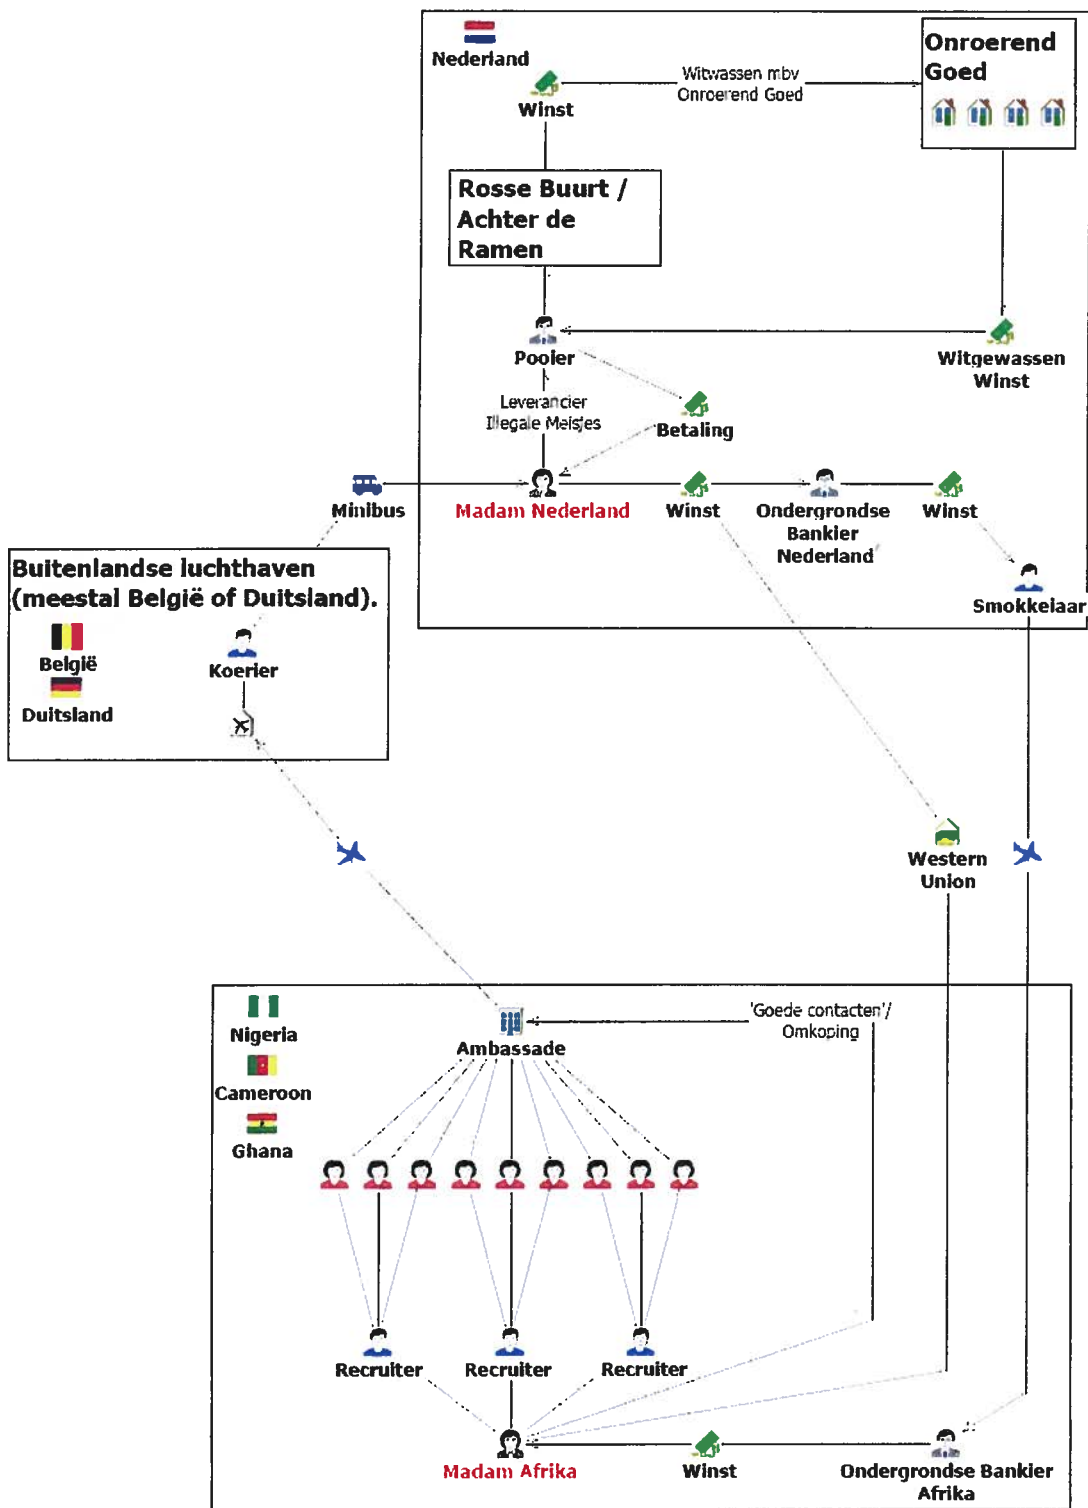 Nederland
Winst
Witwassen mbv
Onroerend Goed
Onroerend
Goed
Rosse Buurt /
Achter de
Ramen
Pooier
Witgewassen
Winst
Leverancier
Illegale Meisjes
Betaling
Minibus
Madam Nederland
Winst
Ondergrondse
Bankier
Nederland
Winst
Smokkelaar
Buitenlandse luchthaven
(meestal België of Duitsland).
België
Koerier
Duitsland
Western
Union
Nigeria
'Goede contacten'/
Omkoping
Ambassade
Cameroon
Ghana
Recruiter
Recruiter
Recruiter
Madam Afrika
Winst
Ondergrondse Bankier
Afrika